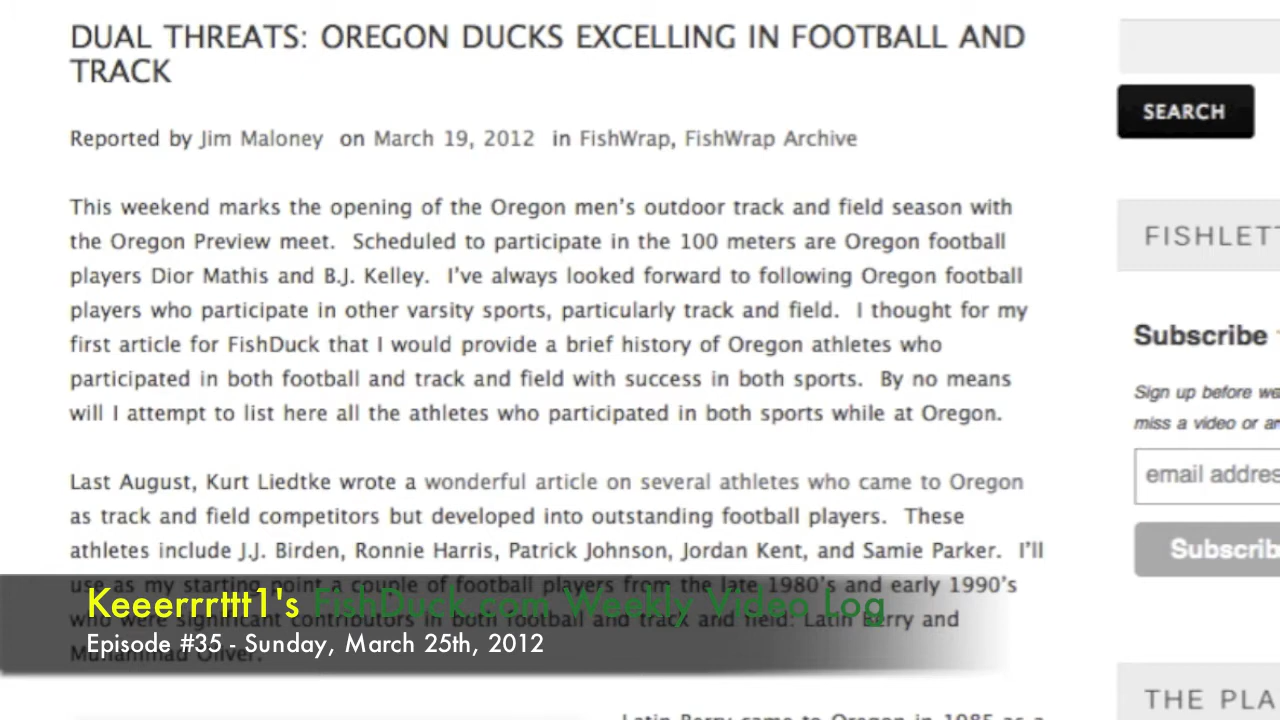 DUAL THREATS: OREGON DUCKS EXCELLING IN FOOTBALL AND
TRACK
Reported by Jim Maloney on March 19, 2012 in FishWrap, FishWrap Archive
This weekend marks the opening of the Oregon men's outdoor track and field season with
the Oregon Preview meet. Scheduled to participate in the 100 meters are Oregon football
players Dior Mathis and B.J. Kelley. I've always looked forward to following Oregon football
players who participate in other varsity sports, particularly track and field. I thought for my
first article for FishDuck that I would provide a brief history of Oregon athletes who
participated in both football and track and field with success in both sports. By no means
will I attempt to list here all the athletes who participated in both sports while at Oregon.
Last August, Kurt Liedtke wrote a wonderful article on several athletes who came to Oregon
as track and field competitors but developed into outstanding football players. These
athletes include J.J. Birden, Ronnie Harris, Patrick Johnson, Jordan Kent, and Samie Parker. I'll
use as my starting point a couple of football players from the late 1980's and early 1990's
who were significant contributors in both football and track and field: Latin Berry and
Muhammad Oliver.
Latin Berry came to Oregon in 1985 as a
SEARCH
FISHLETT
Subscribe
Sign up before we
miss a video or an
email addres
Subscrib
THE PLA
Keeerrrttt1's FishDuck.com Weekly Video Log
Episode #35 - Sunday, March 25th, 2012